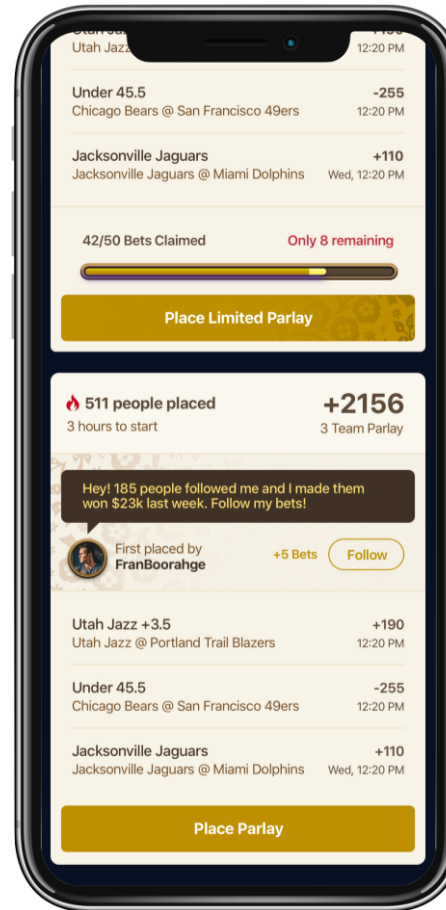 Utah Jazz
12:20 PM
Under 45.5
-255
Chicago Bears @ San Francisco 49ers
12:20 PM
Jacksonville Jaguars
+110
Jacksonville Jaguars @ Miami Dolphins
Wed, 12:20 PM
42/50 Bets Claimed
Only 8 remaining
Place Limited Parlay
511 people placed
+2156
3 hours to start
3 Team Parlay
Hey! 185 people followed me and I made them
won $23k last week. Follow my bets!
First placed by
FranBoorahge
+5 Bets
Follow
Utah Jazz +3.5
+190
Utah Jazz @ Portland Trail Blazers
12:20 PM
Under 45.5
-255
Chicago Bears @ San Francisco 49ers
12:20 PM
Jacksonville Jaguars
+110
Jacksonville Jaguars @ Miami Dolphins
Wed, 12:20 PM
Place Parlay